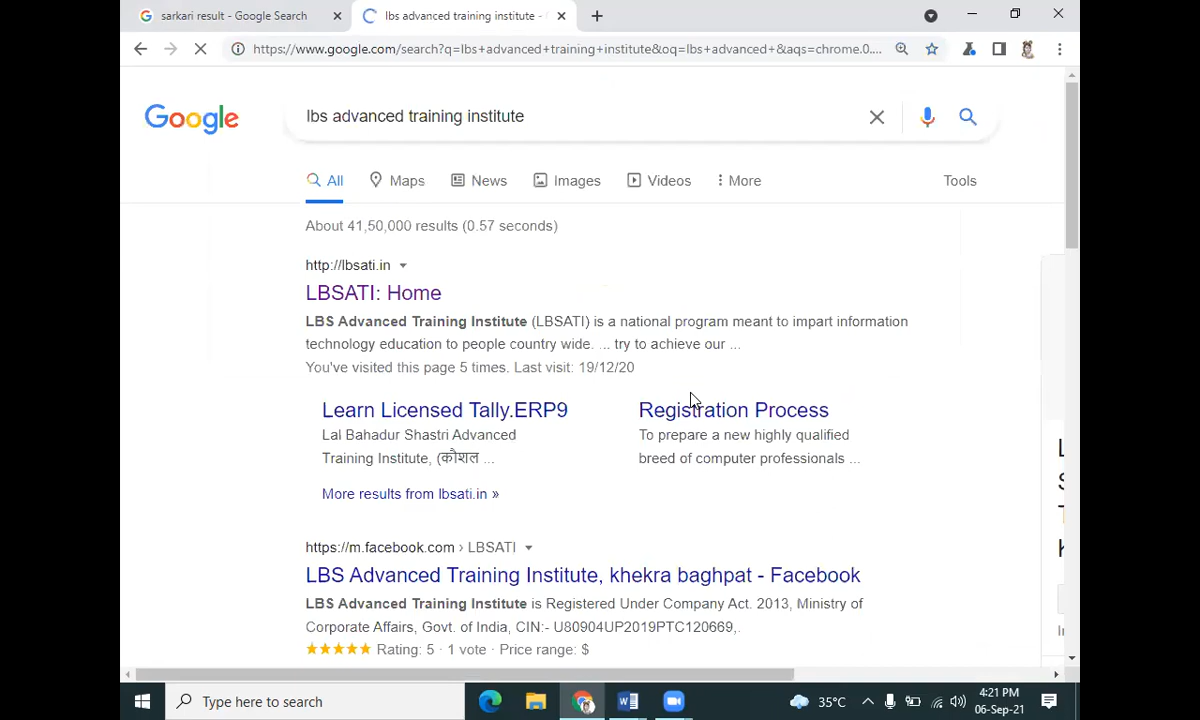 sarkari result - Google Search
lbs advanced training institute -
https://www.google.com/search?q=lbs+advanced+training+institute&oq=lbs+advanced+&aqs=chrome.0....
Google
lbs advanced training institute
All
Maps
News
Images
Videos
More
Tools
About 41,50,000 results (0.57 seconds)
http://lbsati.in
LBSATI: Home
LBS Advanced Training Institute (LBSATI) is a national program meant to impart information
technology education to people country wide. ... try to achieve our ...
You've visited this page 5 times. Last visit: 19/12/20
Learn Licensed Tally.ERP9
Lal Bahadur Shastri Advanced
Training Institute, (कौशल ...
Registration Process
To prepare a new highly qualified
breed of computer professionals ...
More results from lbsati.in »
https://m.facebook.com › LBSATI
LBS Advanced Training Institute, khekra baghpat - Facebook
LBS Advanced Training Institute is Registered Under Company Act. 2013, Ministry of
Corporate Affairs, Govt. of India, CIN:- U80904UP2019PTC120669,.
Rating: 5 · 1 vote · Price range: $
Type here to search
35°C
4:21 PM
06-Sep-21